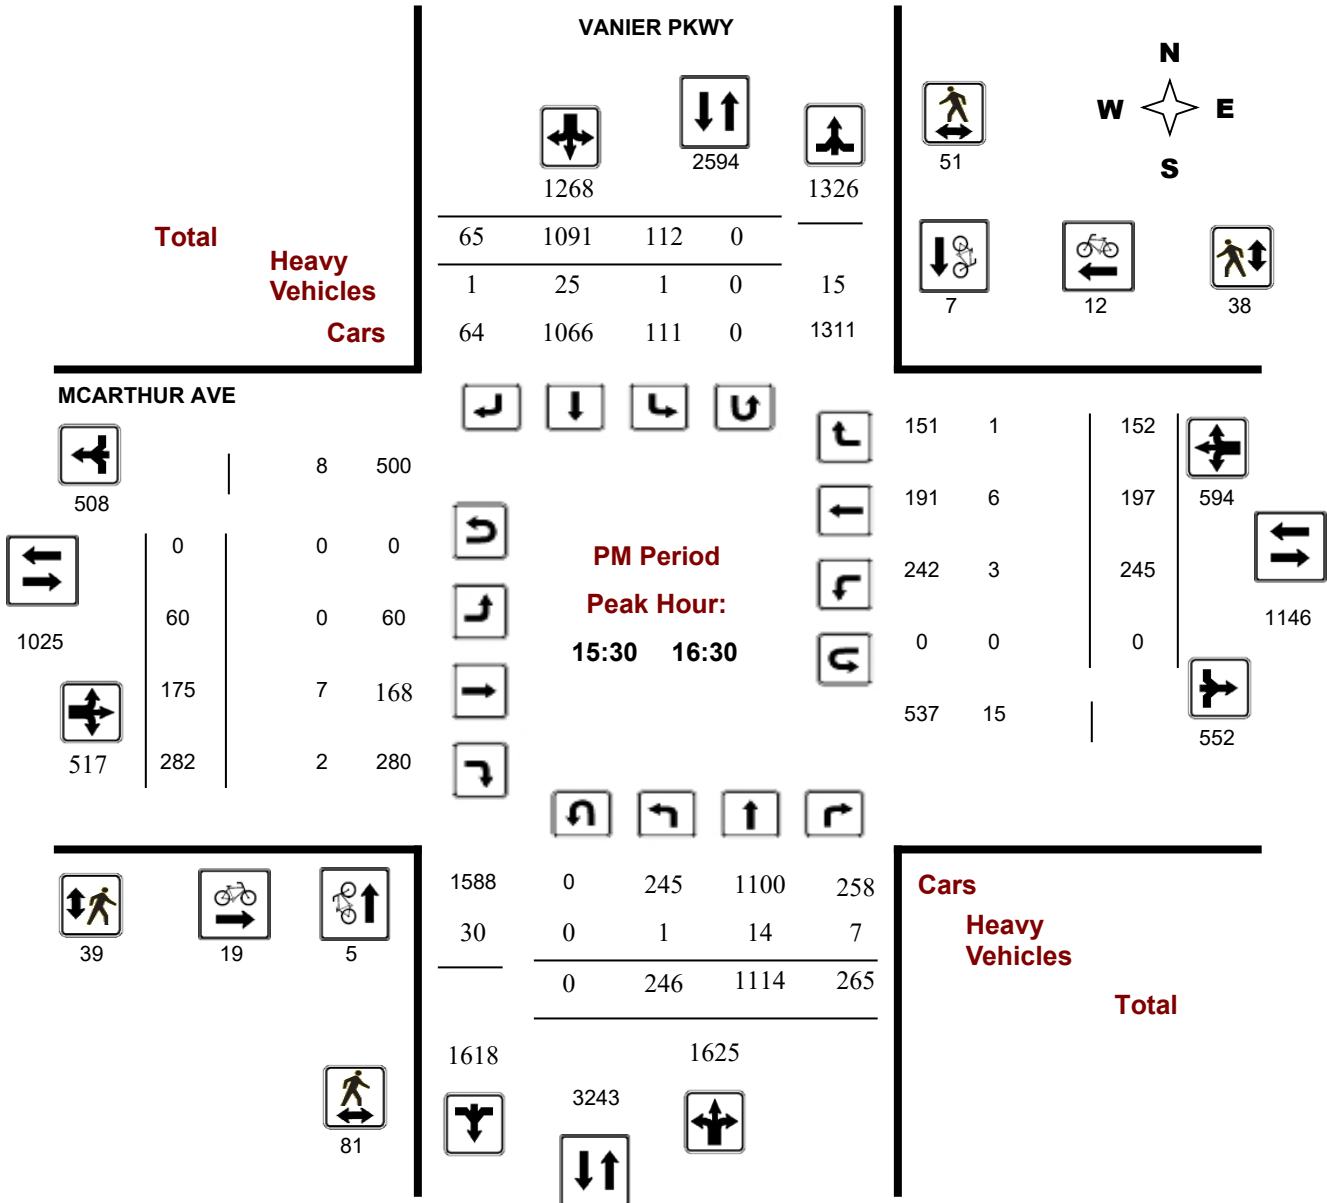 VANIER PKWY
N
W E
S
2594
51
1268 1326
Total 65 1091 112 0
Heavy
Vehicles
1 25 1 0 15
7 12 38
Cars 64 1066 111 0 1311
MCARTHUR AVE
151 1 152
8 500
508
191 6 197 594
0 0 0
PM Period
242 3 245
Peak Hour:
60 0 60
1025
1146
15:30 16:30
0 0 0
175 7 168
537 15
552
517 282 2 280
1588 0 245 1100 258
Cars
30 0 1 14 7
Heavy
Vehicles
39 19 5
0 246 1114 265
Total
1618 1625
3243
81